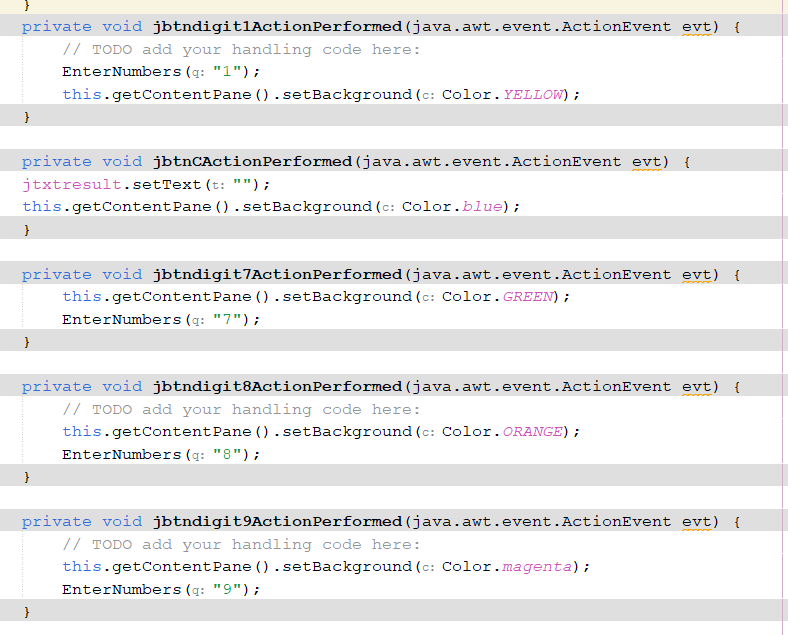 }
private void jbtndigit1ActionPerformed(java.awt.event.ActionEvent evt) {
// TODO add your handling code here:
EnterNumbers(q: "1");
this.getContentPane().setBackground(c: Color.YELLOW);
}
private void jbtnCActionPerformed(java.awt.event.ActionEvent evt) {
jtxtresult.setText(t: "");
this.getContentPane().setBackground(c: Color.blue);
}
private void jbtndigit7ActionPerformed(java.awt.event.ActionEvent evt) {
this.getContentPane().setBackground(c: Color.GREEN);
EnterNumbers(q: "7");
}
private void jbtndigit8ActionPerformed(java.awt.event.ActionEvent evt) {
// TODO add your handling code here:
this.getContentPane().setBackground(c: Color.ORANGE);
EnterNumbers(q: "8");
}
private void jbtndigit9ActionPerformed(java.awt.event.ActionEvent evt) {
// TODO add your handling code here:
this.getContentPane().setBackground(c: Color.magenta);
EnterNumbers(q: "9");
}